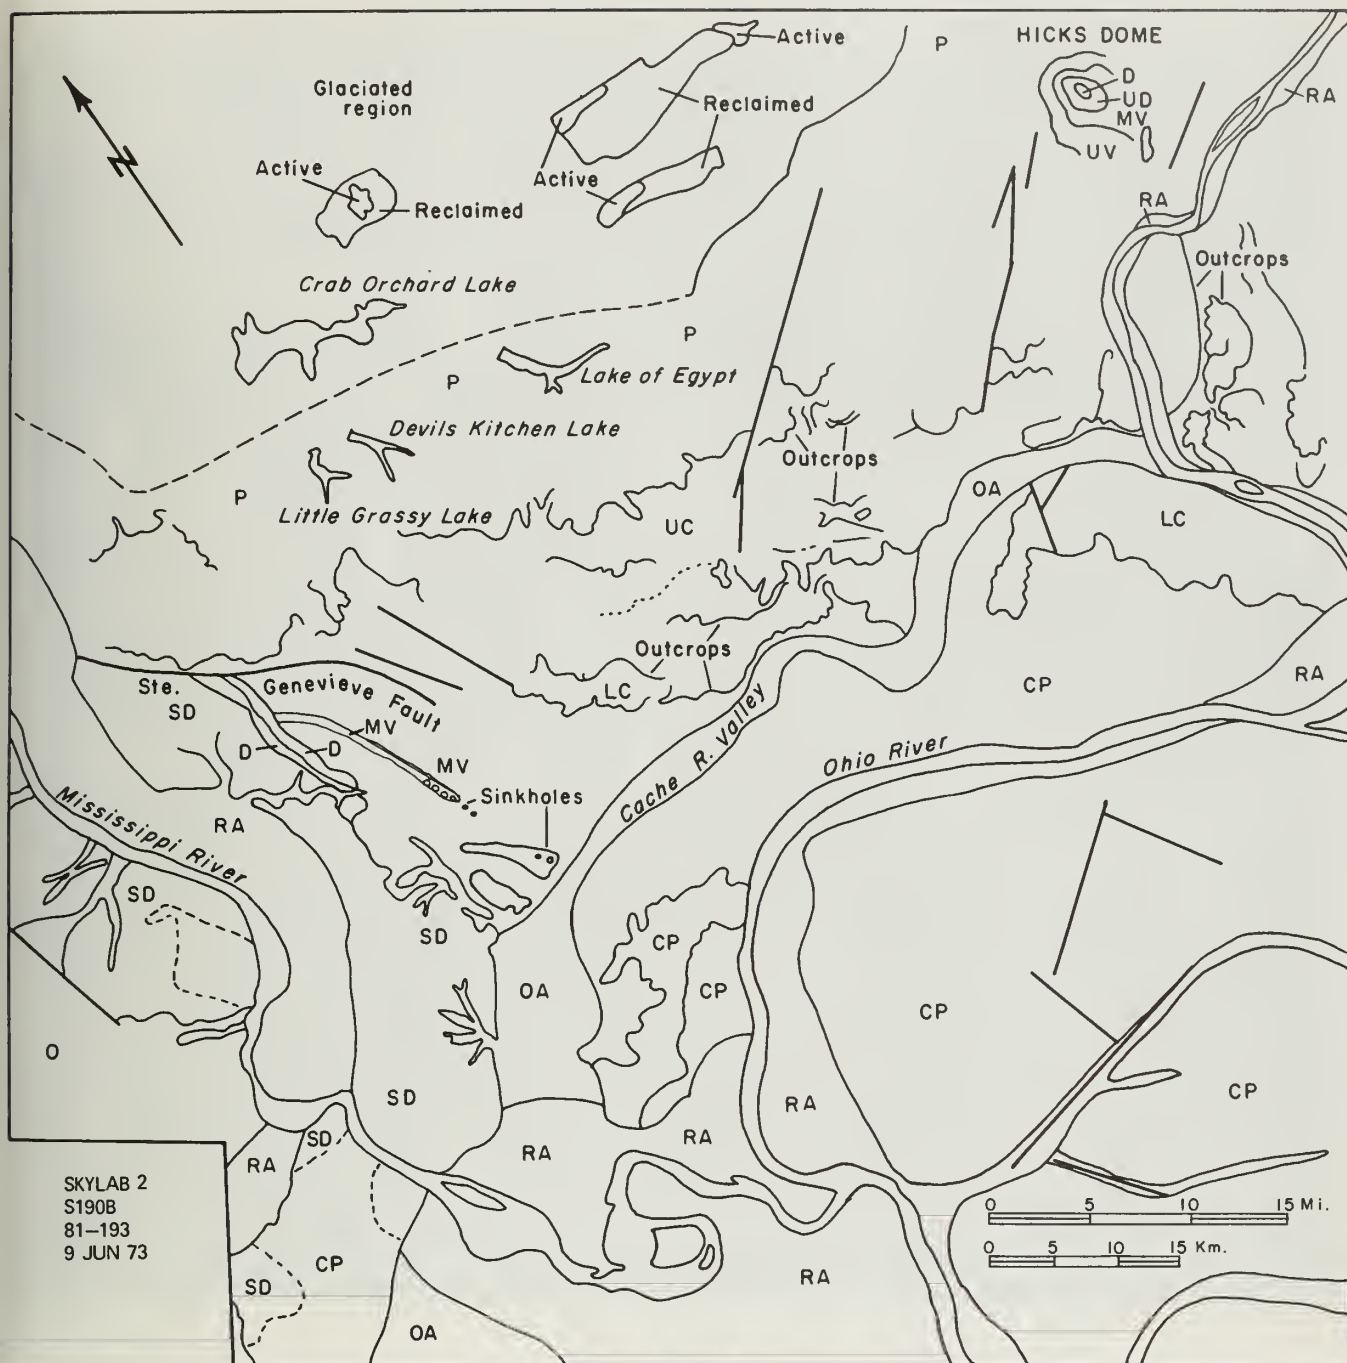 Active
P
HICKS DOME
D
UD
MV
UV
RA
Glaciated
region
Reclaimed
Active
Active
Reclaimed
RA
Outcrops
Crab Orchard Lake
P
Lake of Egypt
P
Devils Kitchen Lake
Outcrops
P
Little Grassy Lake
UC
OA
LC
Outcrops
LC
CP
RA
Ste.
Genevieve Fault
SD
MV
D
D
MV
Sinkholes
Cache R. Valley
Ohio River
Mississippi River
RA
SD
SD
CP
CP
OA
CP
O
CP
SD
RA
SD
RA
RA
RA
SKYLAB 2
S190B
81-193
9 JUN 73
0 5 10 15 Mi.
0 5 10 15 Km.
CP
SD
RA
OA